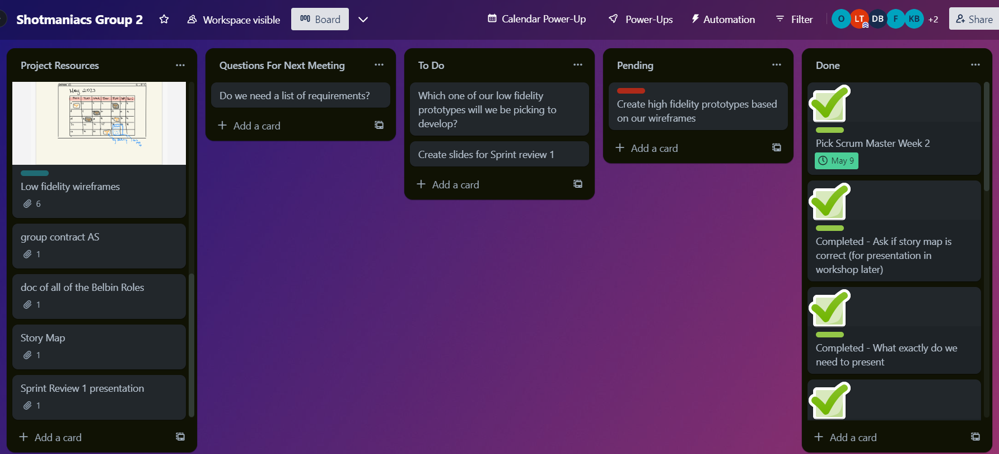 Shotmaniacs Group 2
Workspace visible
Board
Calendar Power-Up
Power-Ups
Automation
Filter
O
LT
DB
F
KB
+2
Share
Project Resources
May 2023
Low fidelity wireframes
6
group contract AS
1
doc of all of the Belbin Roles
1
Story Map
1
Sprint Review 1 presentation
1
Add a card
Questions For Next Meeting
Do we need a list of requirements?
Add a card
To Do
Which one of our low fidelity
prototypes will we be picking to
develop?
Create slides for Sprint review 1
Add a card
Pending
Create high fidelity prototypes based
on our wireframes
Add a card
Done
Pick Scrum Master Week 2
May 9
Completed - Ask if story map is
correct (for presentation in
workshop later)
Completed - What exactly do we
need to present
Add a card